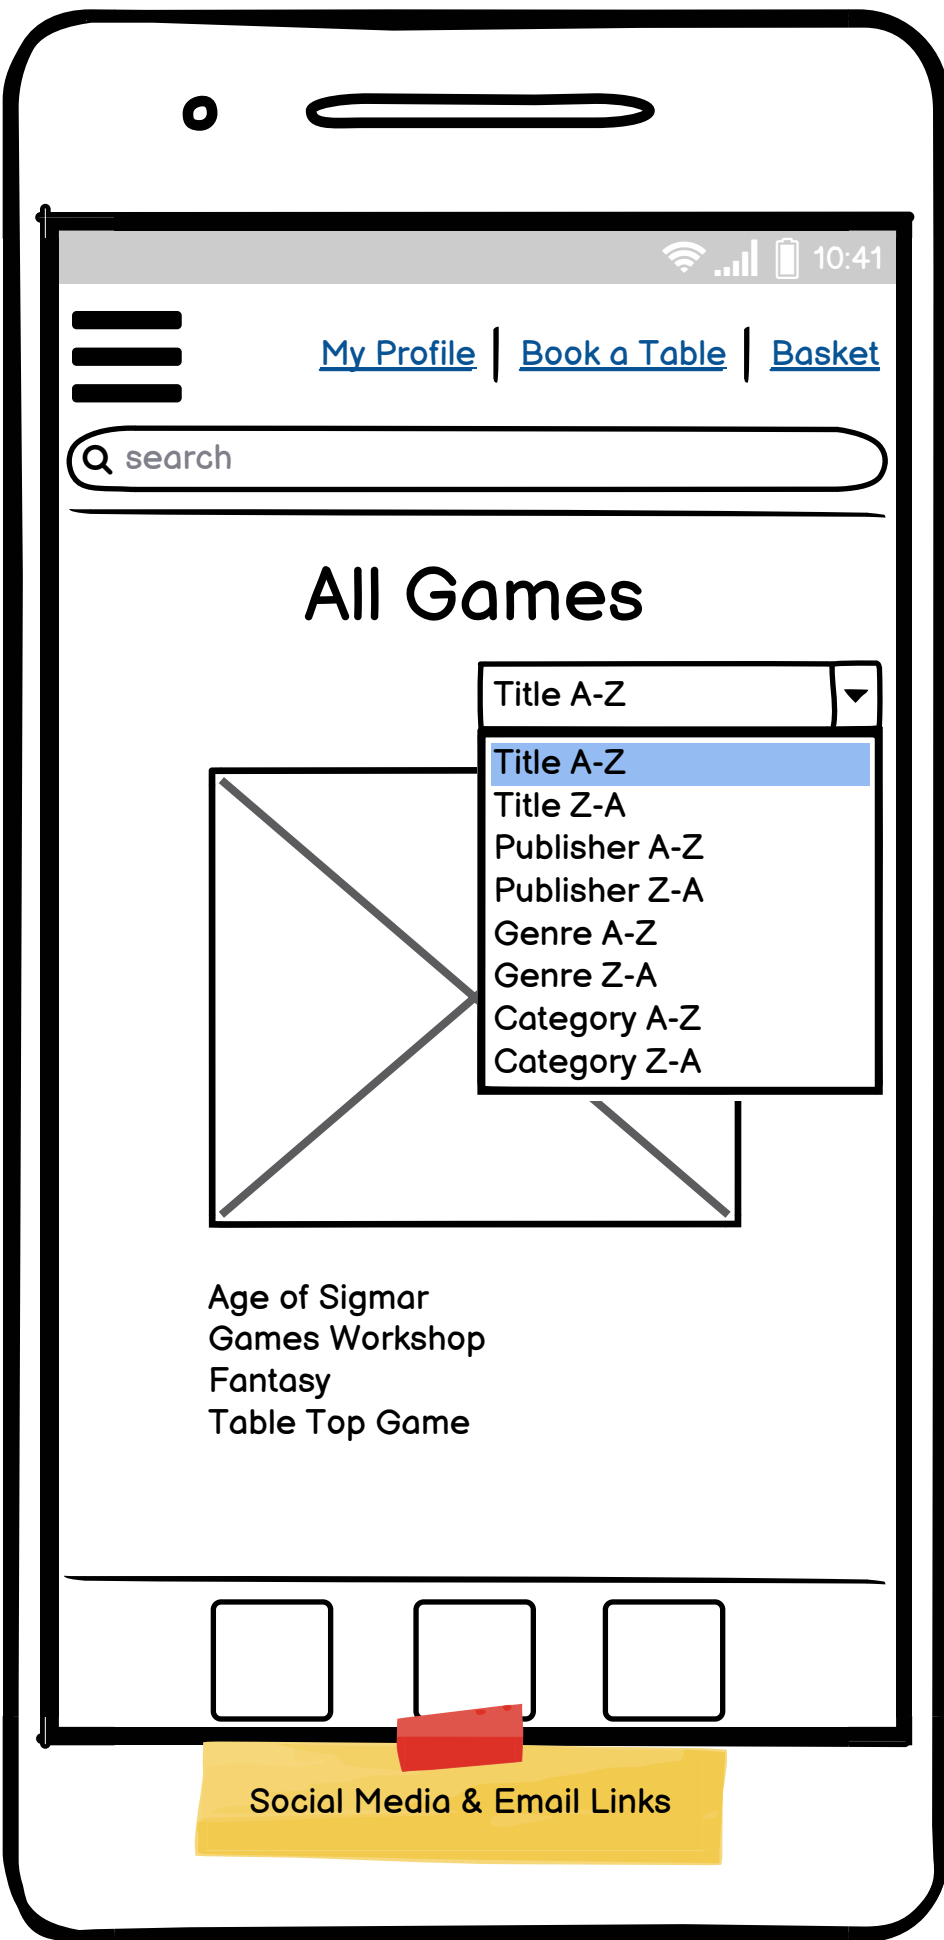 10:41
My Profile | Book a Table | Basket
search
All Games
Title A-Z
Title A-Z
Title Z-A
Publisher A-Z
Publisher Z-A
Genre A-Z
Genre Z-A
Category A-Z
Category Z-A
Age of Sigmar
Games Workshop
Fantasy
Table Top Game
Social Media & Email Links